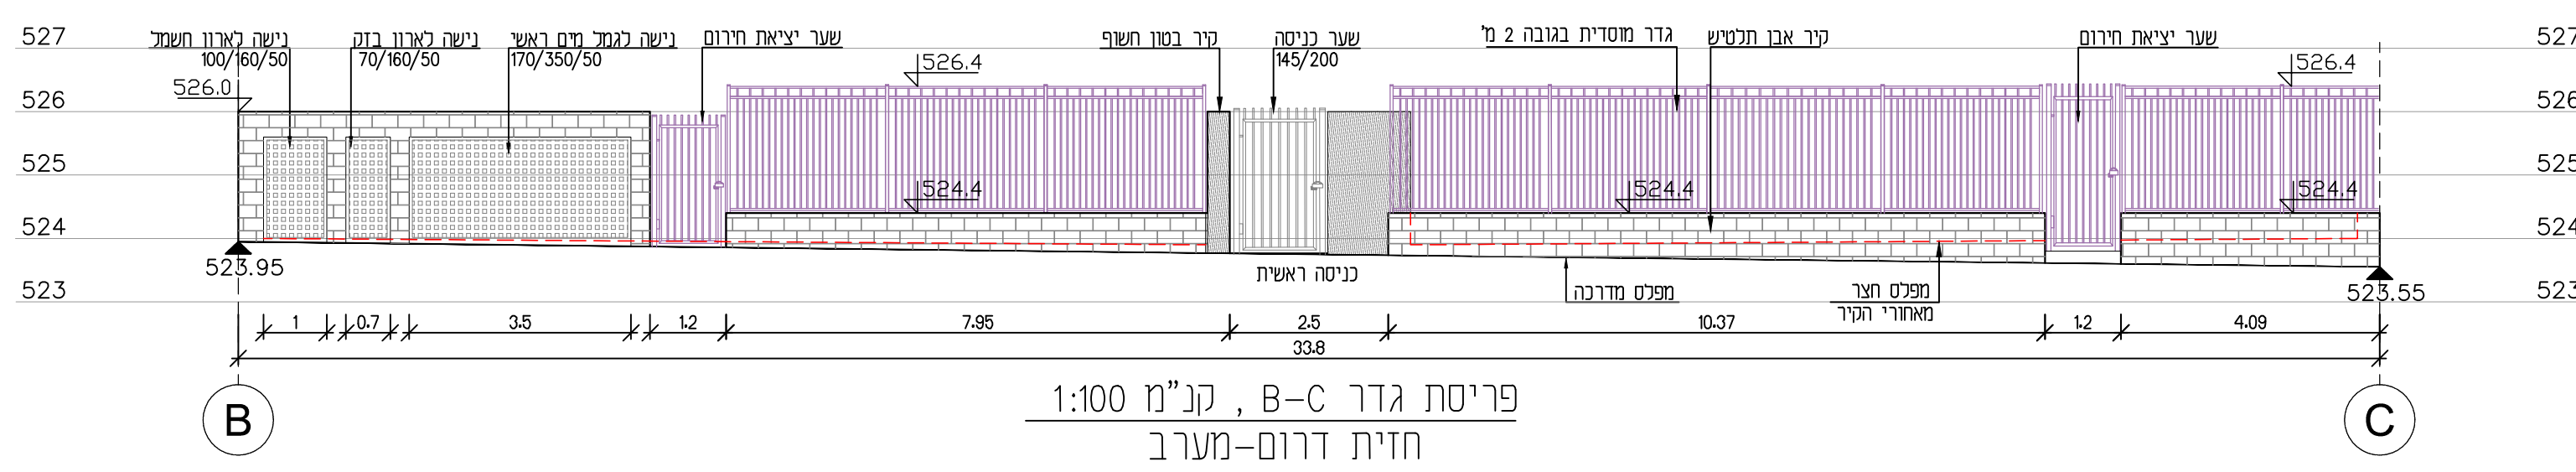 נישה לארון חשמל
100/160/50
נישה לארון בזק
70/160/50
נישה לגמל מים ראשי
170/350/50
שער יציאת חירום
קיר בטון חשוף
שער כניסה
145/200
גדר מוסדית בגובה 2 מ'
קיר אבן תלטיש
שער יציאת חירום
527
526
525
524
523
526.0
526.4
526.4
524.4
524.4
524.4
527
526
525
524
523
523.95
523.55
כניסה ראשית
מפלס מדרכה
מפלס חצר
מאחורי הקיר
1
0.7
3.5
1.2
7.95
2.5
10.37
1.2
4.09
33.8
B
C
פריסת גדר B-C , קנ"מ 1:100
חזית דרום-מערב